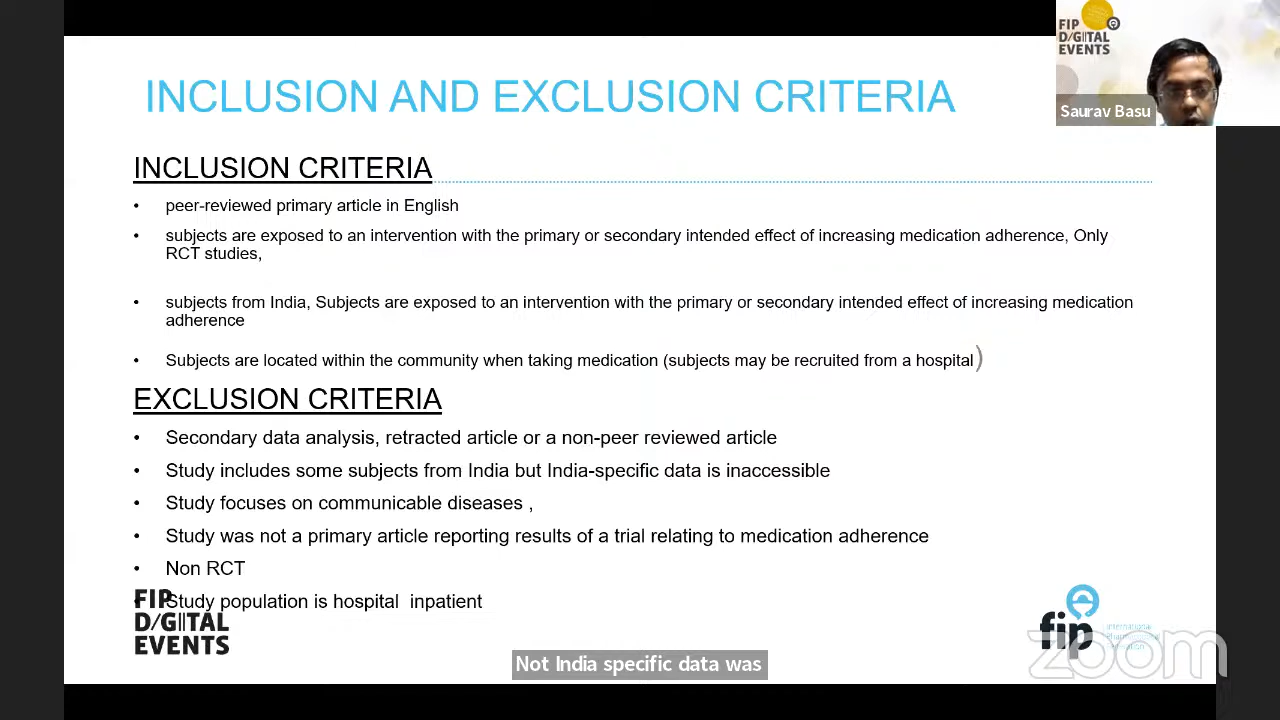 INCLUSION AND EXCLUSION CRITERIA
FIP
D/G||TAL
EVENTS
Saurav Basu
INCLUSION CRITERIA
• peer-reviewed primary article in English
• subjects are exposed to an intervention with the primary or secondary intended effect of increasing medication adherence, Only
RCT studies,
• subjects from India, Subjects are exposed to an intervention with the primary or secondary intended effect of increasing medication
adherence
• Subjects are located within the community when taking medication (subjects may be recruited from a hospital)
EXCLUSION CRITERIA
• Secondary data analysis, retracted article or a non-peer reviewed article
• Study includes some subjects from India but India-specific data is inaccessible
• Study focuses on communicable diseases ,
• Study was not a primary article reporting results of a trial relating to medication adherence
• Non RCT
• Study population is hospital  inpatient
FIP
D/G||TAL
EVENTS
fip
International
Pharmaceutical
Federation
zoom
Not India specific data was